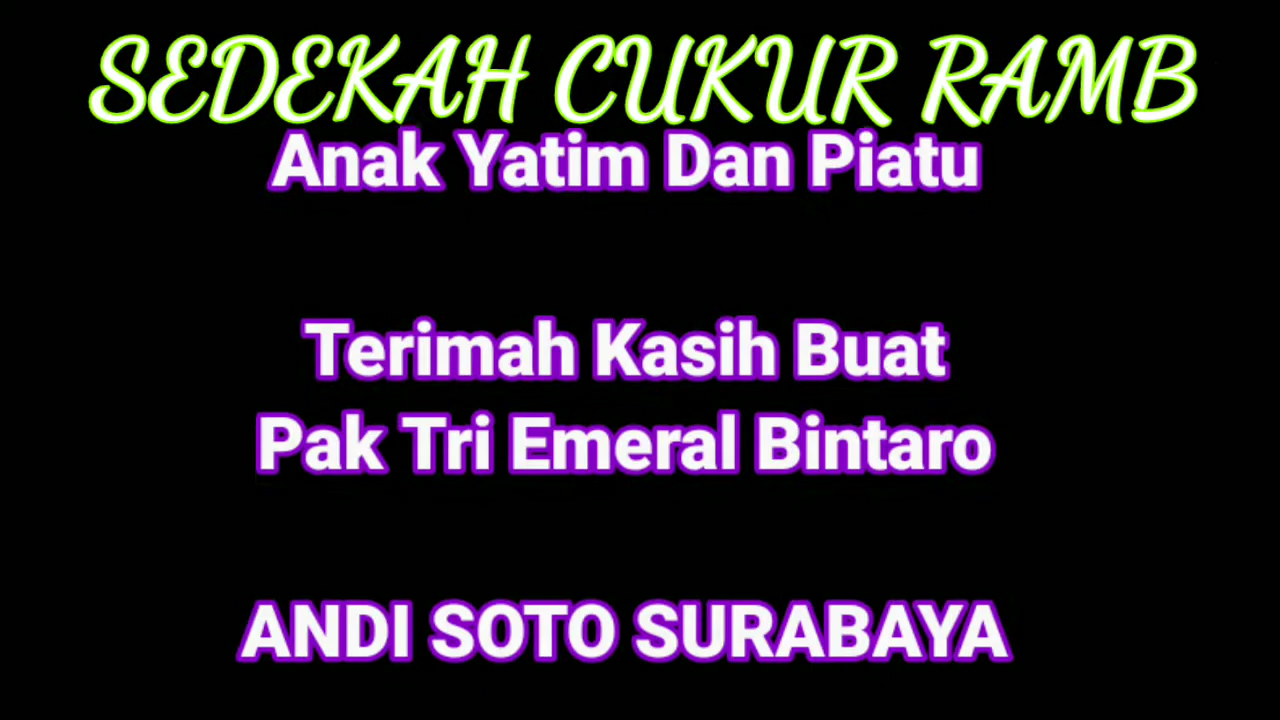 SEDEKAH CUKUR RAMB
Anak Yatim Dan Piatu
Terimah Kasih Buat
Pak Tri Emeral Bintaro
ANDI SOTO SURABAYA